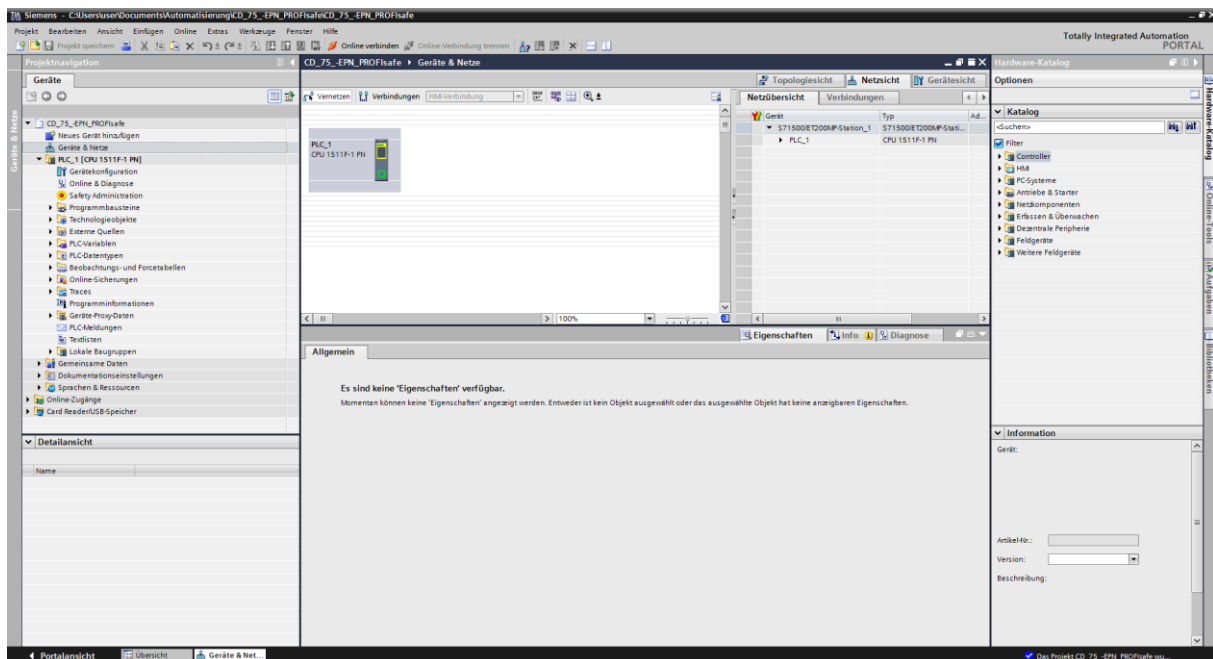 Siemens - C:\Users\user\Documents\Automatisierung\CD_75_-EPN_PROFIsafe\CD_75_-EPN_PROFIsafe
Projekt Bearbeiten Ansicht Einfügen Online Extras Werkzeuge Fenster Hilfe
Projekt speichern Online verbinden Online-Verbindung trennen
Totally Integrated Automation
PORTAL
Projektnavigation
Geräte
Geräte & Netze
CD_75_-EPN_PROFIsafe
Neues Gerät hinzufügen
Geräte & Netze
PLC_1 [CPU 1511F-1 PN]
Gerätekonfiguration
Online & Diagnose
Safety Administration
Programmbausteine
Technologieobjekte
Externe Quellen
PLC-Variablen
PLC-Datentypen
Beobachtungs- und Forcetabellen
Online-Sicherungen
Traces
Programminformationen
Geräte-Proxy-Daten
PLC-Meldungen
Textlisten
Lokale Baugruppen
Gemeinsame Daten
Dokumentationseinstellungen
Sprachen & Ressourcen
Online-Zugänge
Card Reader/USB-Speicher
Detailansicht
Name
CD_75_-EPN_PROFIsafe Geräte & Netze
Topologiesicht Netzsicht Gerätesicht
Vernetzen Verbindungen HMI-Verbindung
PLC_1
CPU 1511F-1 PN
100%
Netzübersicht Verbindungen
Gerät Typ Ad...
S71500/ET200MP-Station_1 S71500/ET200MP-Stati...
PLC_1 CPU 1511F-1 PN
Eigenschaften Info Diagnose
Allgemein
Es sind keine 'Eigenschaften' verfügbar.
Momentan können keine 'Eigenschaften' angezeigt werden. Entweder ist kein Objekt ausgewählt oder das ausgewählte Objekt hat keine anzeigbaren Eigenschaften.
Hardware-Katalog
Optionen
Katalog
<Suchen>
Filter
Controller
HMI
PC-Systeme
Antriebe & Starter
Netzkomponenten
Erfassen & Überwachen
Dezentrale Peripherie
Feldgeräte
Weitere Feldgeräte
Information
Gerät:
Artikel-Nr.:
Version:
Beschreibung:
Hardware-Katalog
Online-Tools
Aufgaben
Bibliotheken
Portalansicht Übersicht Geräte & Net...
Das Projekt CD_75_-EPN_PROFIsafe wu...